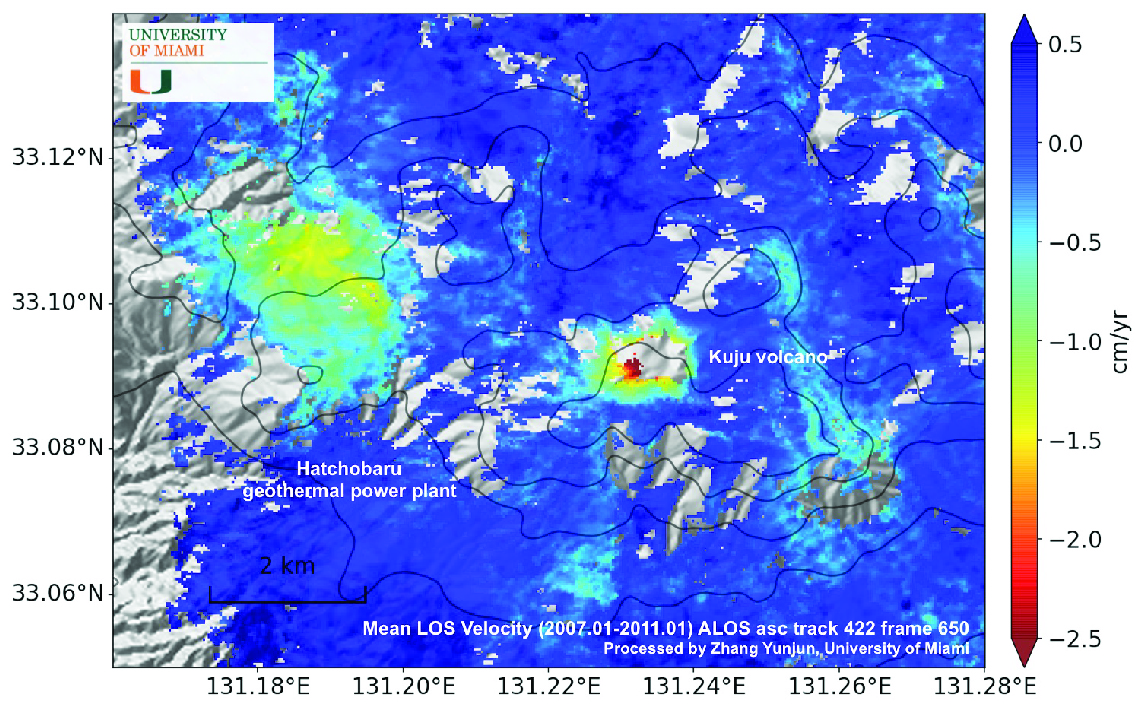 UNIVERSITY
OF MIAMI
U
33.12°N
33.10°N
33.08°N
33.06°N
Kuju volcano
Hatchobaru
geothermal power plant
2 km
Mean LOS Velocity (2007.01-2011.01) ALOS asc track 422 frame 650
Processed by Zhang Yunjun, University of Miami
131.18°E 131.20°E 131.22°E 131.24°E 131.26°E 131.28°E
0.5
0.0
−0.5
−1.0
−1.5
−2.0
−2.5
cm/yr